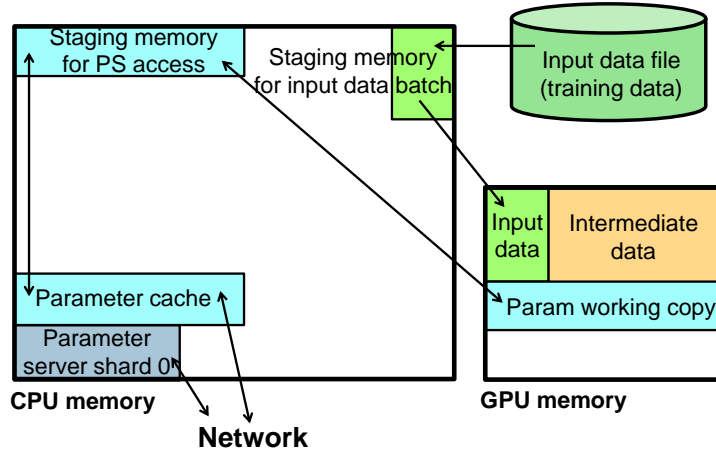 Staging memory
for PS access
Staging memory
for input data batch
Input data file
(training data)
Input
data
Intermediate
data
Param working copy
Parameter cache
Parameter
server shard 0
CPU memory
GPU memory
Network